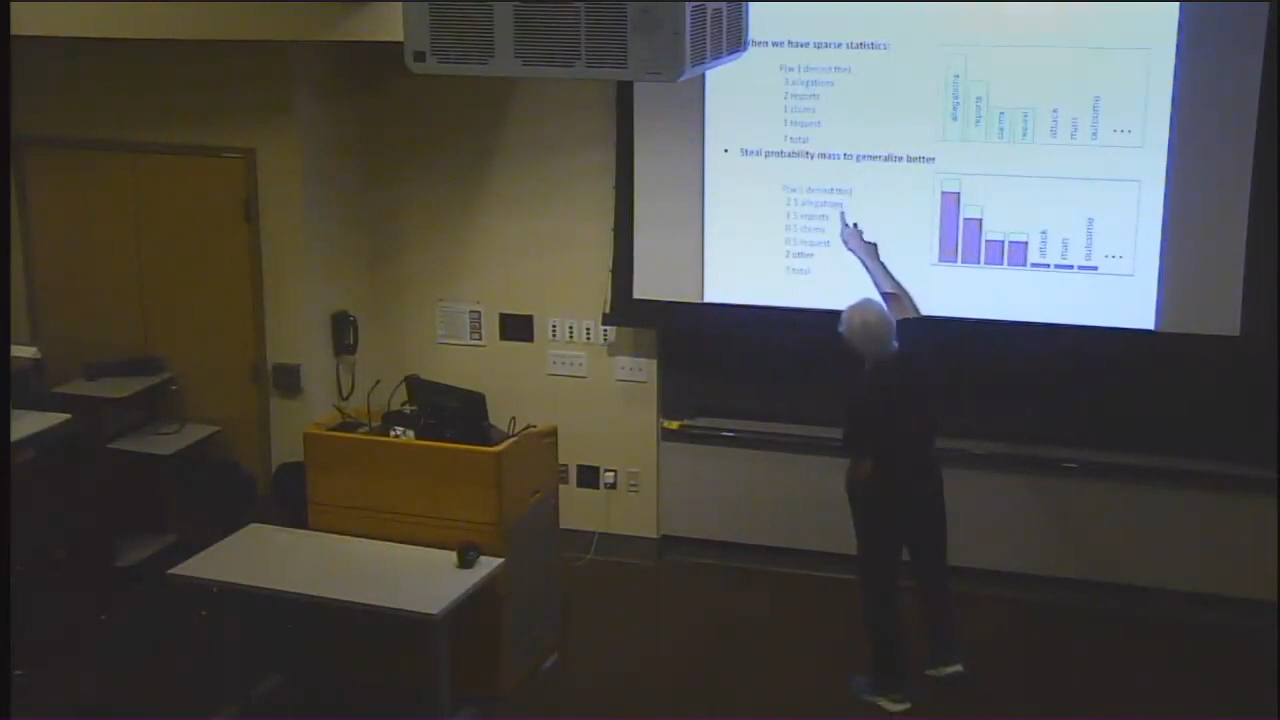 When we have sparse statistics:
P(w | denied the)
3 allegations
2 reports
1 claims
1 request
7 total
allegations
reports
claims
request
attack
man
outcome
...
• Steal probability mass to generalize better
P(w | denied the)
2.5 allegations
1.5 reports
0.5 claims
0.5 request
2 other
7 total
attack
man
outcome
...